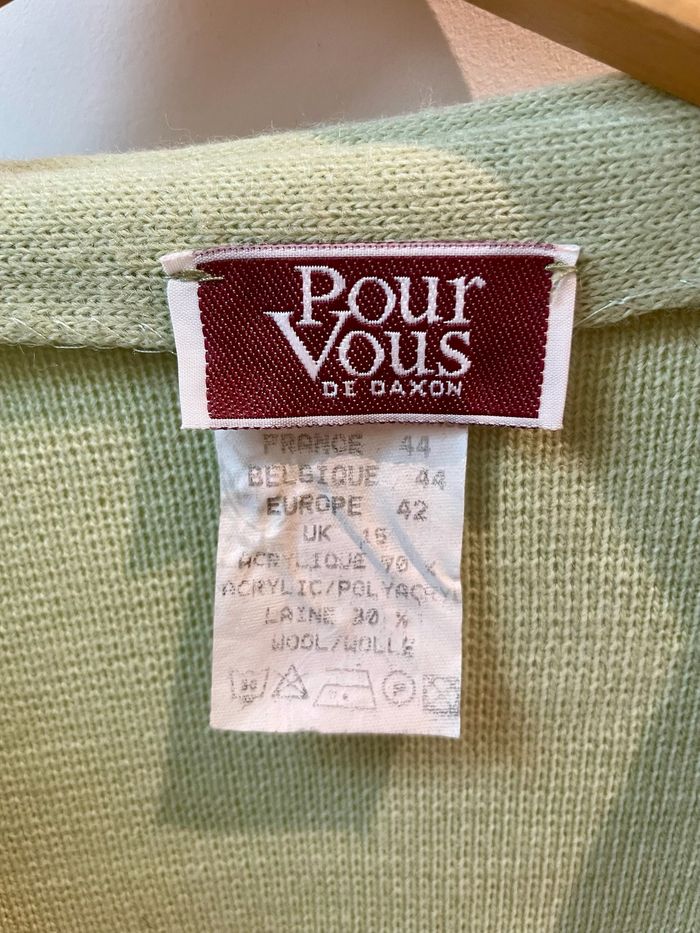 Pour
Vous
DE DAXON
FRANCE 44
BELGIQUE 44
EUROPE 42
UK
ACRYLIQUE 70 %
ACRYLIC/POLYACRYL
LAINE 30 %
WOOL/WOLLE
30
P